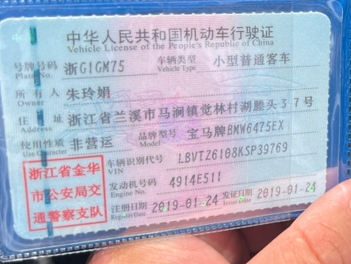 中华人民共和国机动车行驶证
Vehicle License of the People's Republic of China
号牌号码 浙G1GM75 车辆类型 小型普通客车
Plate No. Vehicle Type
所有人 朱玲娟
Owner
住址 浙江省兰溪市马涧镇觉林村湖塍头37号
Address
使用性质 非营运 品牌型号 宝马牌BMW6475EX
Use Character Model
浙江省金华市公安局交通警察支队
车辆识别代号 LBVTZ6108KSP39769
VIN
发动机号码 4914E511
Engine No.
注册日期 2019-01-24 发证日期 2019-01-24
Register Date Issue Date